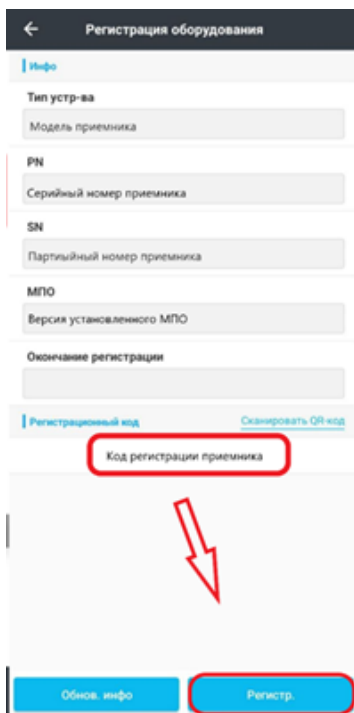 Регистрация оборудования
Инфо
Тип устр-ва
Модель приемника
PN
Серийный номер приемника
SN
Партиыйный номер приемника
МПО
Версия установленного МПО
Окончание регистрации
Регистрационный код Сканировать QR-код
Код регистрации приемника
Обнов. инфо Регистр.